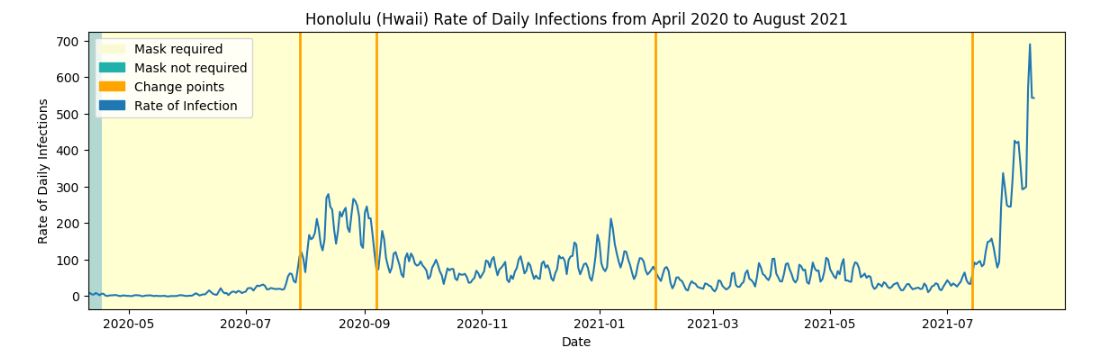 Honolulu (Hwaii) Rate of Daily Infections from April 2020 to August 2021
700
600
500
400
300
200
100
0
Rate of Daily Infections
Mask required
Mask not required
Change points
Rate of Infection
2020-05
2020-07
2020-09
2020-11
2021-01
2021-03
2021-05
2021-07
Date